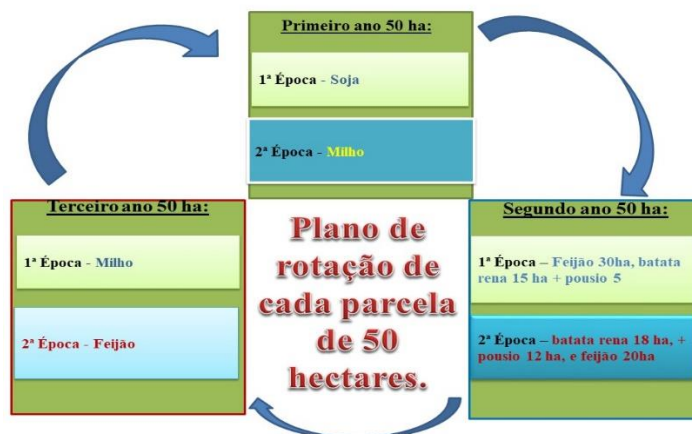 Primeiro ano 50 ha:
1ª Época - Soja
2ª Época - Milho
Terceiro ano 50 ha:
1ª Época - Milho
2ª Época - Feijão
Plano de
rotação de
cada parcela
de 50
hectares.
Segundo ano 50 ha:
1ª Época – Feijão 30ha, batata
rena 15 ha + pousio 5
2ª Época – batata rena 18 ha, +
pousio 12 ha, e feijão 20ha